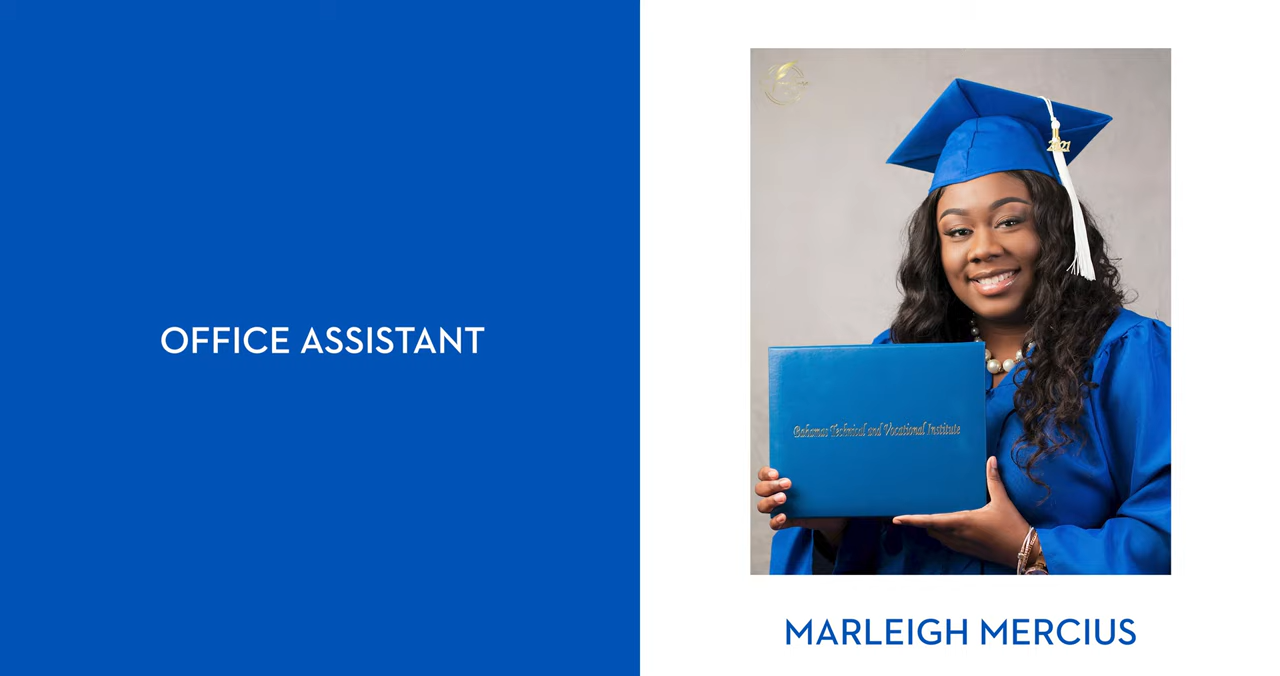 OFFICE ASSISTANT
2021
Bahamas Technical and Vocational Institute
MARLEIGH MERCIUS